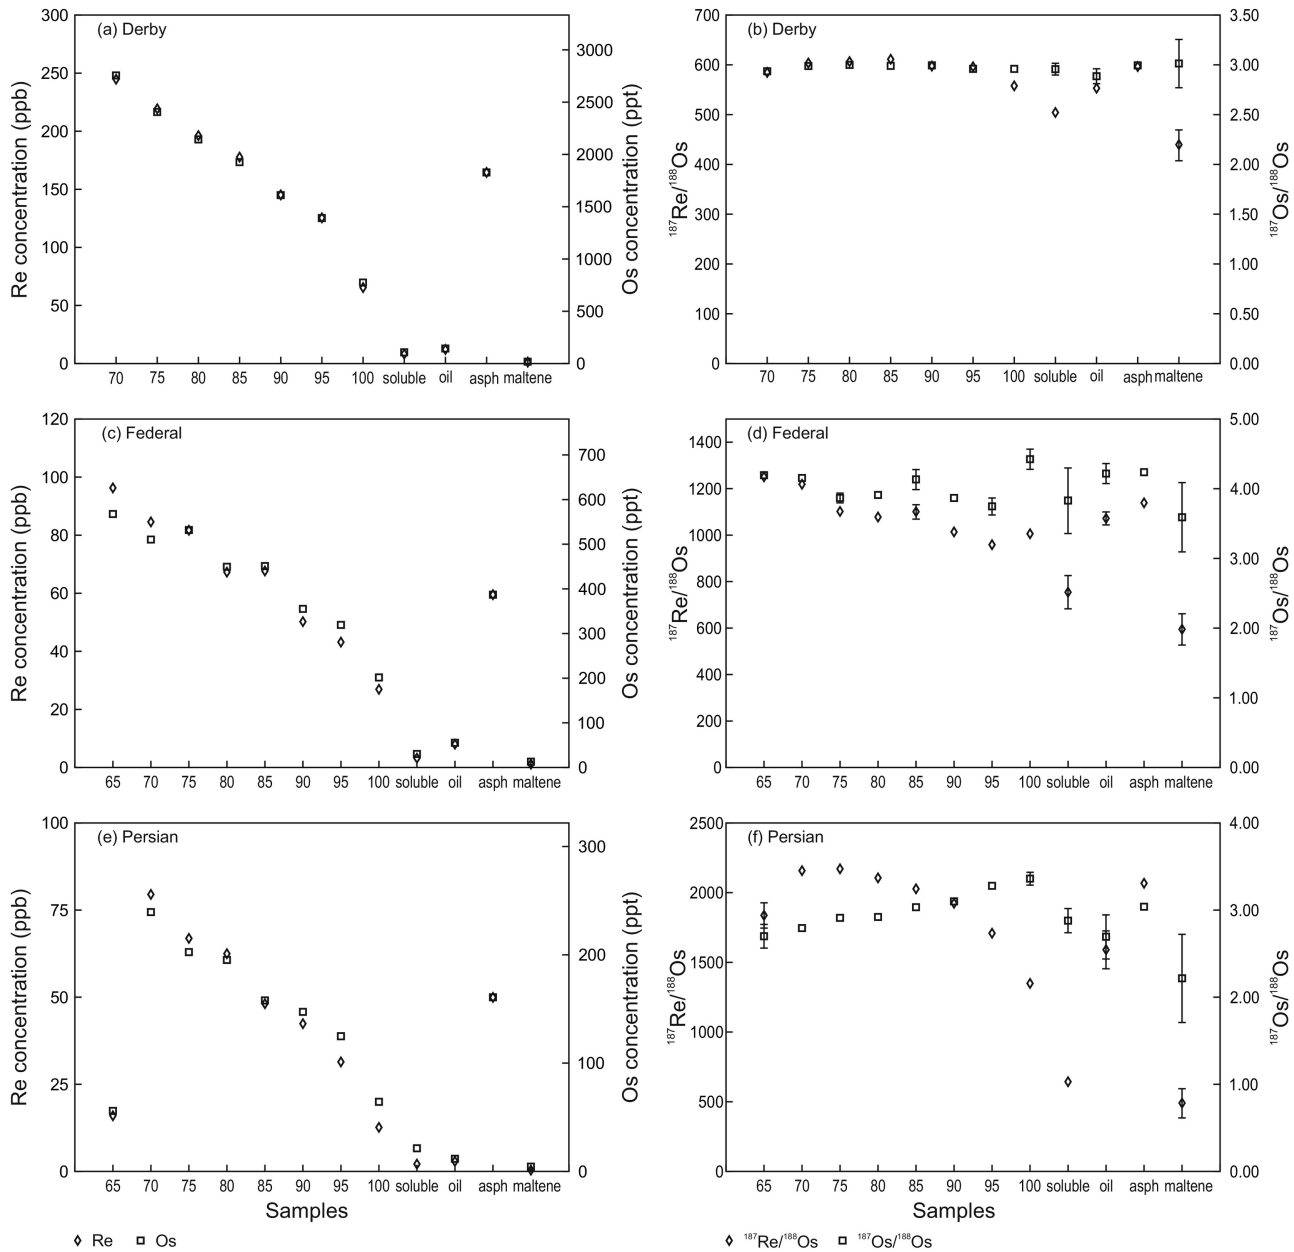 (a) Derby
300
250
200
150
100
50
0
Re concentration (ppb)
3000
2500
2000
1500
1000
500
0
Os concentration (ppt)
70 75 80 85 90 95 100 soluble oil asph maltene
(b) Derby
700
600
500
400
300
200
100
0
187Re/188Os
3.50
3.00
2.50
2.00
1.50
1.00
0.50
0.00
187Os/188Os
70 75 80 85 90 95 100 soluble oil asph maltene
(c) Federal
120
100
80
60
40
20
0
Re concentration (ppb)
700
600
500
400
300
200
100
0
Os concentration (ppt)
65 70 75 80 85 90 95 100 soluble oil asph maltene
(d) Federal
1400
1200
1000
800
600
400
200
0
187Re/188Os
5.00
4.00
3.00
2.00
1.00
0.00
187Os/188Os
65 70 75 80 85 90 95 100 soluble oil asph maltene
(e) Persian
100
75
50
25
0
Re concentration (ppb)
300
200
100
0
Os concentration (ppt)
65 70 75 80 85 90 95 100 soluble oil asph maltene
Samples
Re Os
(f) Persian
2500
2000
1500
1000
500
0
187Re/188Os
4.00
3.00
2.00
1.00
0.00
187Os/188Os
65 70 75 80 85 90 95 100 soluble oil asph maltene
Samples
187Re/188Os 187Os/188Os